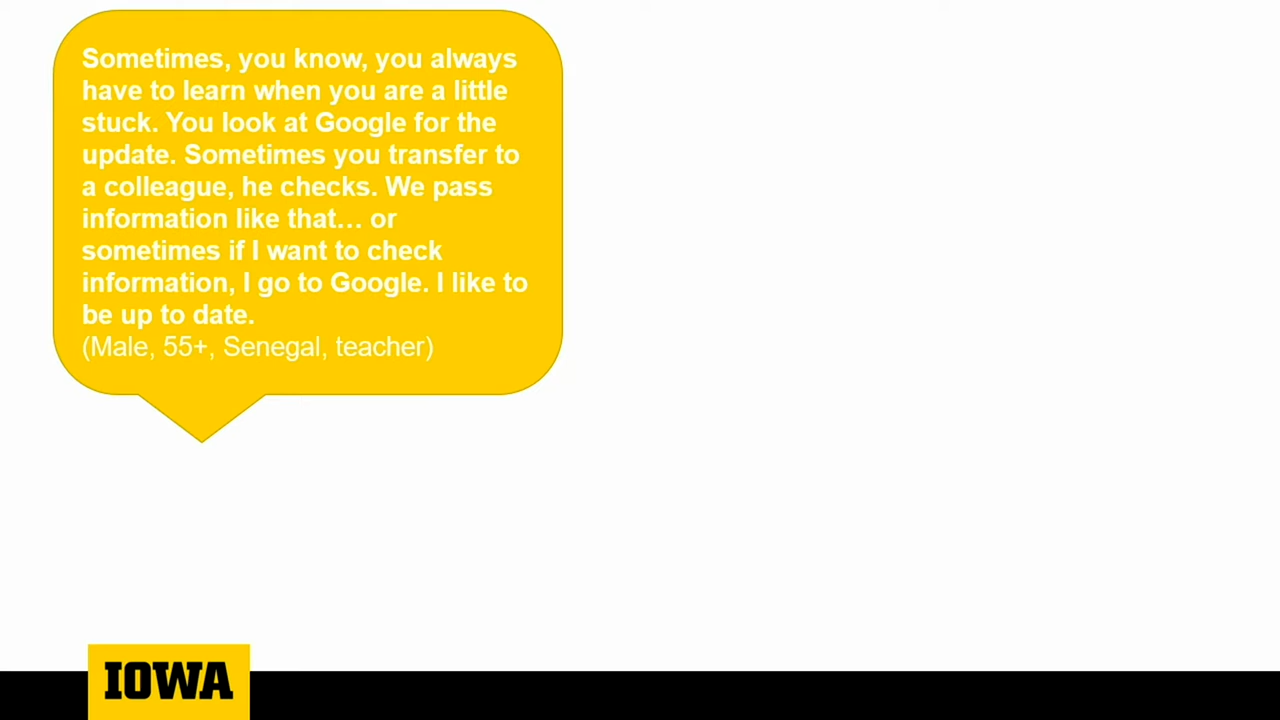 Sometimes, you know, you always
have to learn when you are a little
stuck. You look at Google for the
update. Sometimes you transfer to
a colleague, he checks. We pass
information like that… or
sometimes if I want to check
information, I go to Google. I like to
be up to date.
(Male, 55+, Senegal, teacher)
IOWA